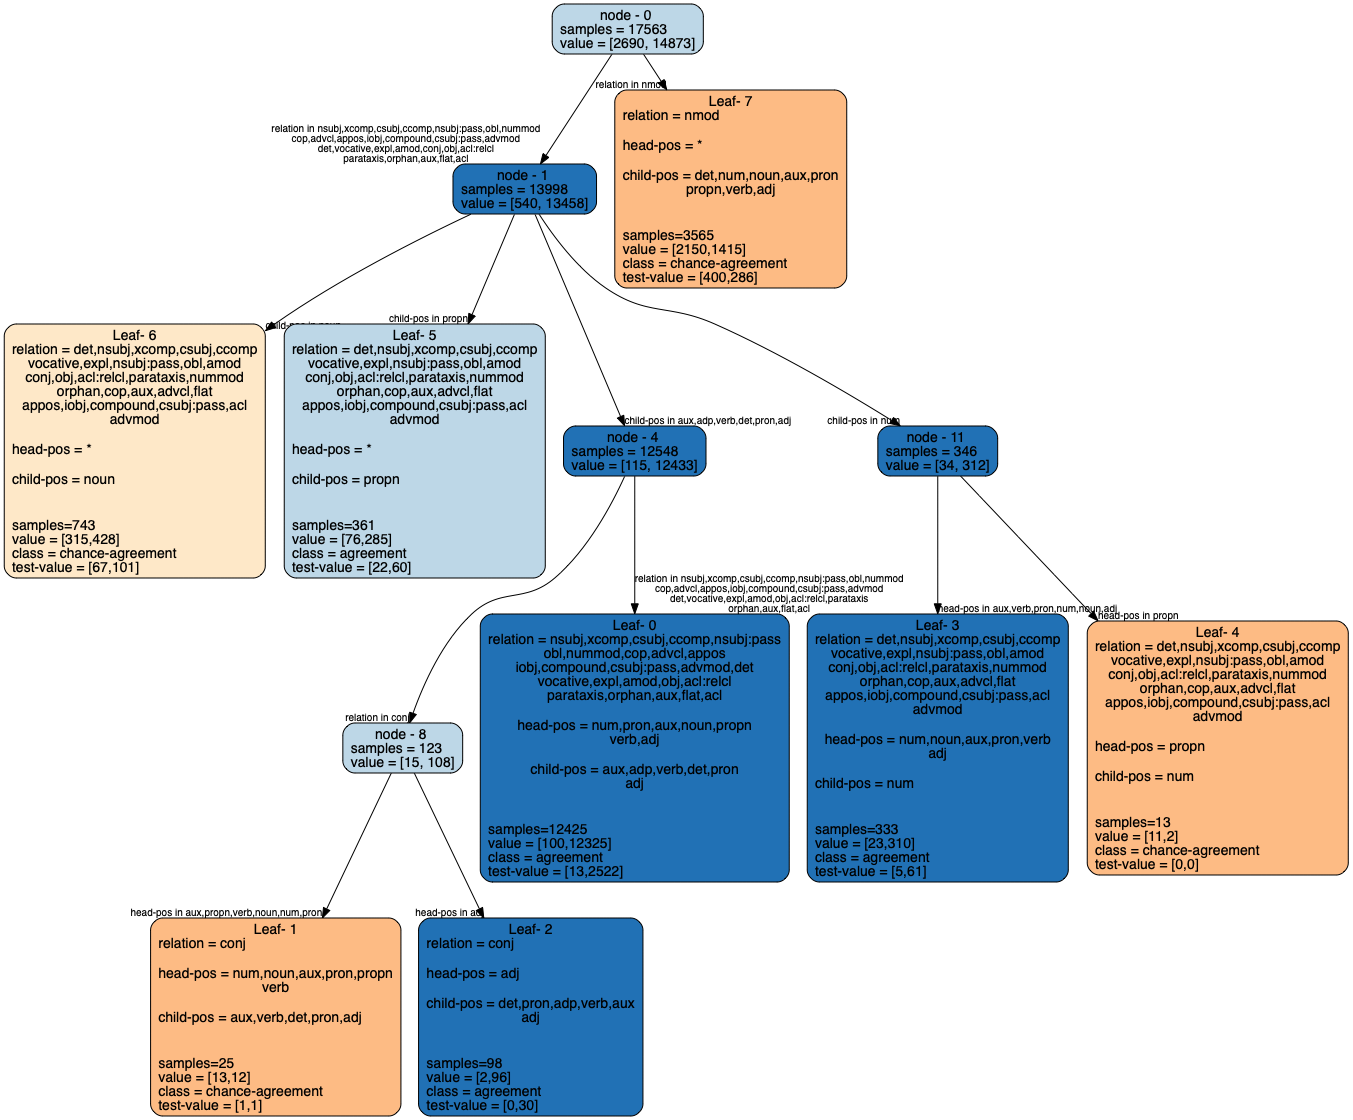 node - 0
samples = 17563
value = [2690, 14873]
relation in nmod
Leaf- 7
relation = nmod
head-pos = *
child-pos = det,num,noun,aux,pron
propn,verb,adj
samples=3565
value = [2150,1415]
class = chance-agreement
test-value = [400,286]
relation in nsubj,xcomp,csubj,ccomp,nsubj:pass,obl,nummod
cop,advcl,appos,iobj,compound,csubj:pass,advmod
det,vocative,expl,amod,conj,obj,acl:relcl
parataxis,orphan,aux,flat,acl
node - 1
samples = 13998
value = [540, 13458]
child-pos in noun
Leaf- 6
relation = det,nsubj,xcomp,csubj,ccomp
vocative,expl,nsubj:pass,obl,amod
conj,obj,acl:relcl,parataxis,nummod
orphan,cop,aux,advcl,flat
appos,iobj,compound,csubj:pass,acl
advmod
head-pos = *
child-pos = noun
samples=743
value = [315,428]
class = chance-agreement
test-value = [67,101]
child-pos in propn
Leaf- 5
relation = det,nsubj,xcomp,csubj,ccomp
vocative,expl,nsubj:pass,obl,amod
conj,obj,acl:relcl,parataxis,nummod
orphan,cop,aux,advcl,flat
appos,iobj,compound,csubj:pass,acl
advmod
head-pos = *
child-pos = propn
samples=361
value = [76,285]
class = agreement
test-value = [22,60]
child-pos in aux,adp,verb,det,pron,adj
node - 4
samples = 12548
value = [115, 12433]
child-pos in num
node - 11
samples = 346
value = [34, 312]
relation in nsubj,xcomp,csubj,ccomp,nsubj:pass,obl,nummod
cop,advcl,appos,iobj,compound,csubj:pass,advmod
det,vocative,expl,amod,obj,acl:relcl,parataxis
orphan,aux,flat,acl
Leaf- 0
relation = nsubj,xcomp,csubj,ccomp,nsubj:pass
obl,nummod,cop,advcl,appos
iobj,compound,csubj:pass,advmod,det
vocative,expl,amod,obj,acl:relcl
parataxis,orphan,aux,flat,acl
head-pos = num,pron,aux,noun,propn
verb,adj
child-pos = aux,adp,verb,det,pron
adj
samples=12425
value = [100,12325]
class = agreement
test-value = [13,2522]
head-pos in aux,verb,pron,num,noun,adj
Leaf- 3
relation = det,nsubj,xcomp,csubj,ccomp
vocative,expl,nsubj:pass,obl,amod
conj,obj,acl:relcl,parataxis,nummod
orphan,cop,aux,advcl,flat
appos,iobj,compound,csubj:pass,acl
advmod
head-pos = num,noun,aux,pron,verb
adj
child-pos = num
samples=333
value = [23,310]
class = agreement
test-value = [5,61]
head-pos in propn
Leaf- 4
relation = det,nsubj,xcomp,csubj,ccomp
vocative,expl,nsubj:pass,obl,amod
conj,obj,acl:relcl,parataxis,nummod
orphan,cop,aux,advcl,flat
appos,iobj,compound,csubj:pass,acl
advmod
head-pos = propn
child-pos = num
samples=13
value = [11,2]
class = chance-agreement
test-value = [0,0]
relation in conj
node - 8
samples = 123
value = [15, 108]
head-pos in aux,propn,verb,noun,num,pron
Leaf- 1
relation = conj
head-pos = num,noun,aux,pron,propn
verb
child-pos = aux,verb,det,pron,adj
samples=25
value = [13,12]
class = chance-agreement
test-value = [1,1]
head-pos in adj
Leaf- 2
relation = conj
head-pos = adj
child-pos = det,pron,adp,verb,aux
adj
samples=98
value = [2,96]
class = agreement
test-value = [0,30]